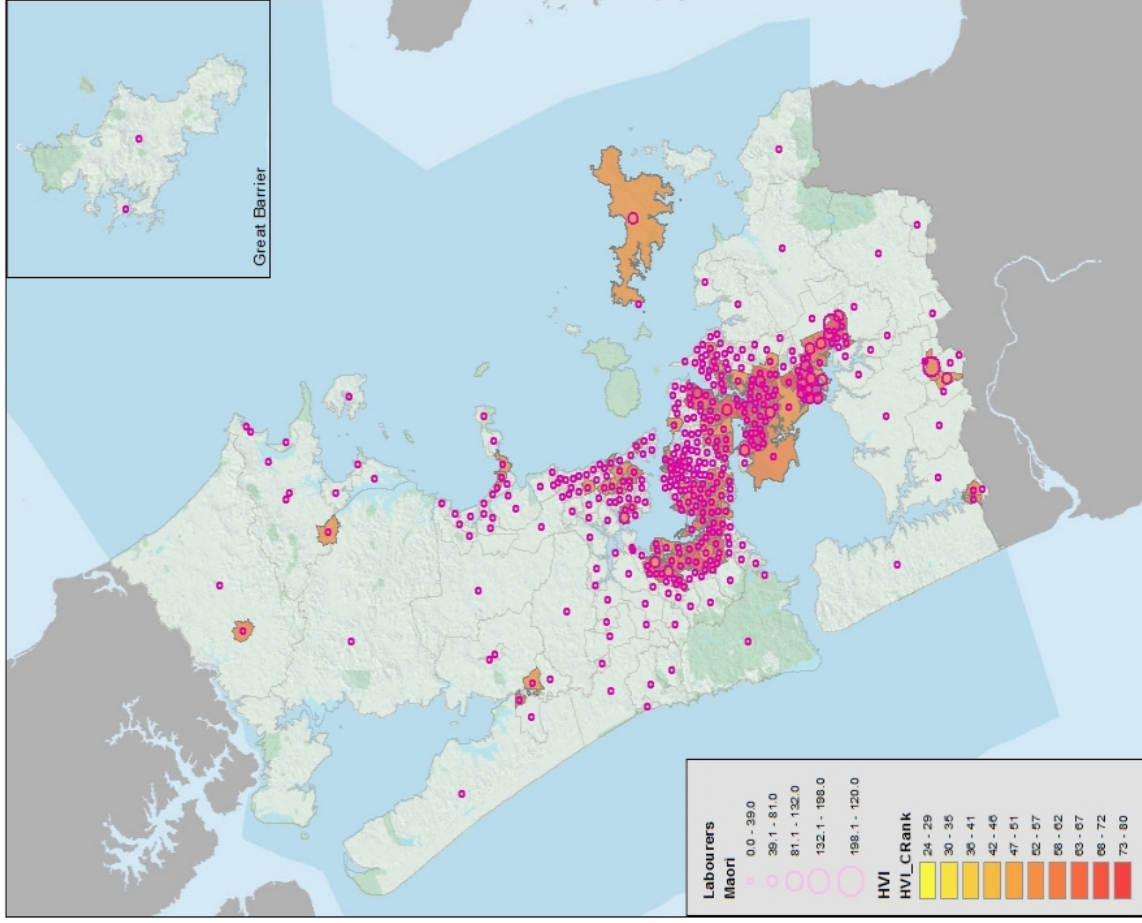 Great Barrier
Labourers
Maori
0.0 - 39.0
39.1 - 81.0
81.1 - 132.0
132.1 - 198.0
198.1 - 120.0
HVI
HVI_CRank
24 - 29
30 - 35
36 - 41
42 - 46
47 - 51
52 - 57
58 - 62
63 - 67
68 - 72
73 - 80